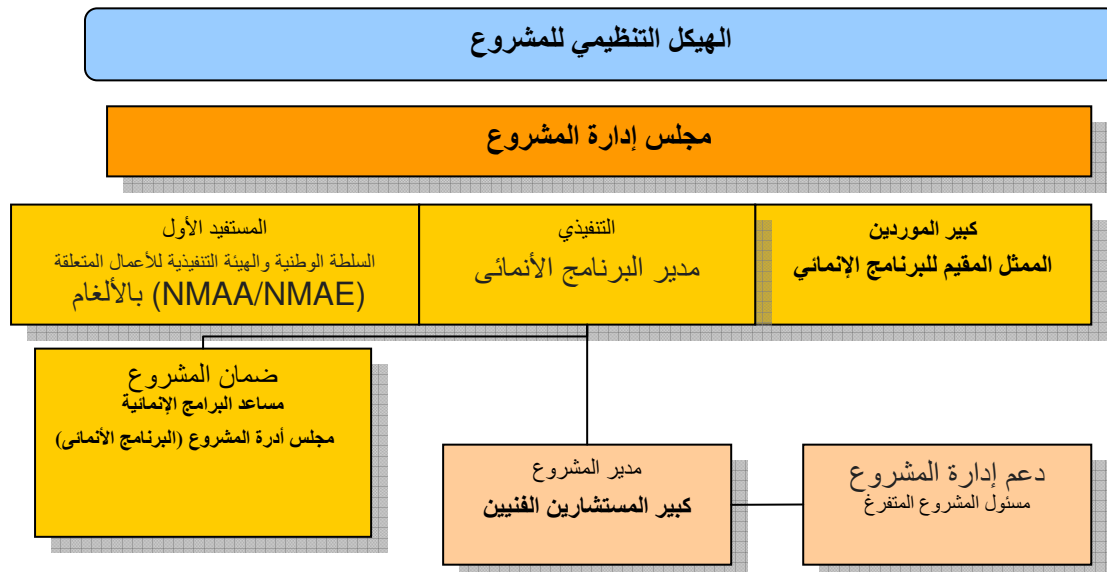 الهيكل التنظيمي للمشروع
مجلس إدارة المشروع
كبير الموردين
الممثل المقيم للبرنامج الإنمائي
التنفيذي
مدير البرنامج الأنمائى
المستفيد الأول
السلطة الوطنية والهيئة التنفيذية للأعمال المتعلقة
بالألغام (NMAA/NMAE)
ضمان المشروع
مساعد البرامج الإنمائية
مجلس أدرة المشروع (البرنامج الأنمائى)
مدير المشروع
كبير المستشارين الفنيين
دعم إدارة المشروع
مسئول المشروع المتفرغ